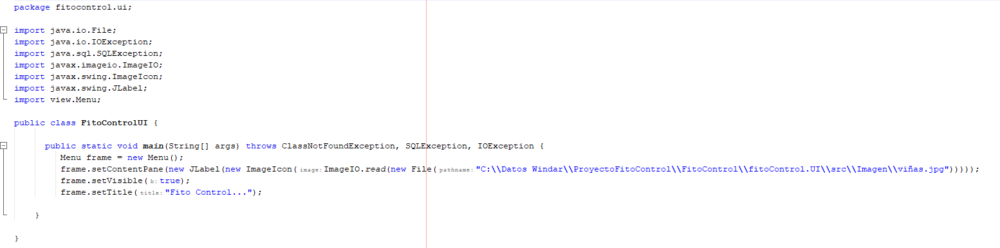 package fitocontrol.ui;
import java.io.File;
import java.io.IOException;
import java.sql.SQLException;
import javax.imageio.ImageIO;
import javax.swing.ImageIcon;
import javax.swing.JLabel;
import view.Menu;
public class FitoControlUI {
public static void main(String[] args) throws ClassNotFoundException, SQLException, IOException {
Menu frame = new Menu();
frame.setContentPane(new JLabel(new ImageIcon( image: ImageIO.read(new File( pathname: "C:\\Datos Windar\\ProyectoFitoControl\\FitoControl\\fitoControl.UI\\src\\Imagen\\viñas.jpg")))));
frame.setVisible( b: true);
frame.setTitle( title: "Fito Control...");
}
}